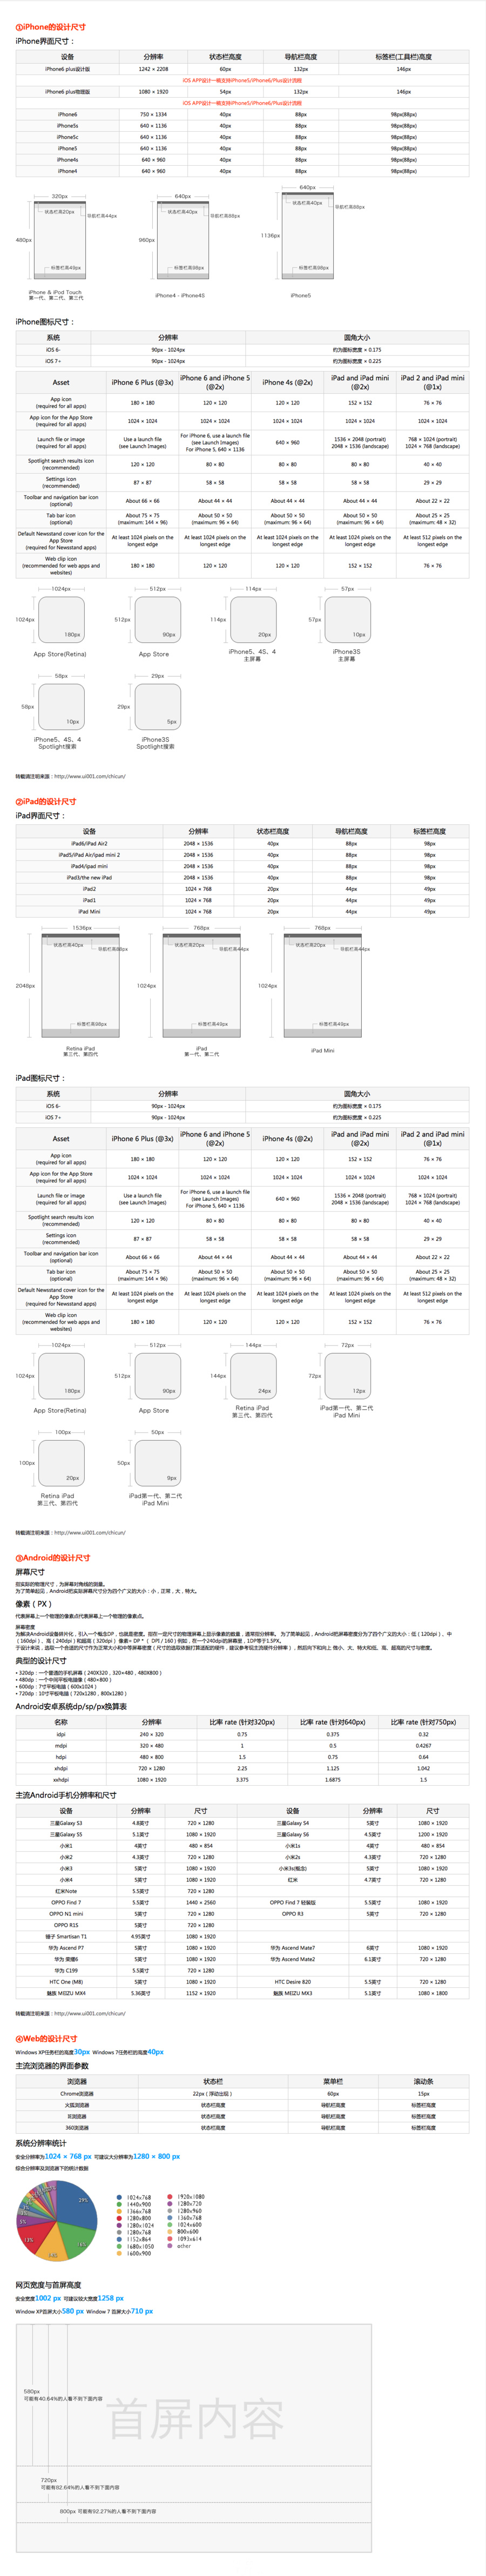 ①iPhone的设计尺寸
iPhone界面尺寸：
设备 分辨率 状态栏高度 导航栏高度 标签栏(工具栏)高度
iPhone6 plus设计版 1242 × 2208 60px 132px 146px
iOS APP设计一稿支持iPhone5/iPhone6/Plus设计流程
iPhone6 plus物理版 1080 × 1920 54px 132px 146px
iOS APP设计一稿支持iPhone5/iPhone6/Plus设计流程
iPhone6 750 × 1334 40px 88px 98px(88px)
iPhone5s 640 × 1136 40px 88px 98px(88px)
iPhone5c 640 × 1136 40px 88px 98px(88px)
iPhone5 640 × 1136 40px 88px 98px(88px)
iPhone4s 640 × 960 40px 88px 98px(88px)
iPhone4 640 × 960 40px 88px 98px(88px)
320px 640px 640px
状态栏高20px 导航栏高44px 状态栏高40px 导航栏高88px 状态栏高40px 导航栏高88px
480px 960px 1136px
标签栏高49px 标签栏高98px 标签栏高98px
iPhone & iPod Touch
第一代、第二代、第三代
iPhone4 - iPhone4S iPhone5
iPhone图标尺寸：
系统 分辨率 圆角大小
iOS 6- 90px - 1024px 约为图标宽度 × 0.175
iOS 7+ 90px - 1024px 约为图标宽度 × 0.225
Asset iPhone 6 Plus (@3x) iPhone 6 and iPhone 5 (@2x) iPhone 4s (@2x) iPad and iPad mini (@2x) iPad 2 and iPad mini (@1x)
App icon (required for all apps) 180 × 180 120 × 120 120 × 120 152 × 152 76 × 76
App icon for the App Store (required for all apps) 1024 × 1024 1024 × 1024 1024 × 1024 1024 × 1024 1024 × 1024
Launch file or image (required for all apps) Use a launch file (see Launch Images) For iPhone 6, use a launch file (see Launch Images) For iPhone 5, 640 × 1136 640 × 960 1536 × 2048 (portrait) 2048 × 1536 (landscape) 768 × 1024 (portrait) 1024 × 768 (landscape)
Spotlight search results icon (recommended) 120 × 120 80 × 80 80 × 80 80 × 80 40 × 40
Settings icon (recommended) 87 × 87 58 × 58 58 × 58 58 × 58 29 × 29
Toolbar and navigation bar icon (optional) About 66 × 66 About 44 × 44 About 44 × 44 About 44 × 44 About 22 × 22
Tab bar icon (optional) About 75 × 75 (maximum: 144 × 96) About 50 × 50 (maximum: 96 × 64) About 50 × 50 (maximum: 96 × 64) About 50 × 50 (maximum: 96 × 64) About 25 × 25 (maximum: 48 × 32)
Default Newsstand cover icon for the App Store (required for Newsstand apps) At least 1024 pixels on the longest edge At least 1024 pixels on the longest edge At least 1024 pixels on the longest edge At least 1024 pixels on the longest edge At least 512 pixels on the longest edge
Web clip icon (recommended for web apps and websites) 180 × 180 120 × 120 120 × 120 152 × 152 76 × 76
1024px 512px 114px 57px
1024px 512px 114px 57px
180px 90px 20px 10px
App Store(Retina) App Store iPhone5、4S、4 主屏幕 iPhone3S 主屏幕
58px 29px
58px 29px
10px 5px
iPhone5、4S、4 Spotlight搜索 iPhone3S Spotlight搜索
转载请注明来源：http://www.ui001.com/chicun/
②iPad的设计尺寸
iPad界面尺寸：
设备 分辨率 状态栏高度 导航栏高度 标签栏高度
iPad6/iPad Air2 2048 × 1536 40px 88px 98px
iPad5/iPad Air/ipad mini 2 2048 × 1536 40px 88px 98px
iPad4/ipad mini 2048 × 1536 40px 88px 98px
iPad3/the new iPad 2048 × 1536 40px 88px 98px
iPad2 1024 × 768 20px 44px 49px
iPad1 1024 × 768 20px 44px 49px
iPad Mini 1024 × 768 20px 44px 49px
1536px 768px 768px
状态栏高40px 导航栏高88px 状态栏高20px 导航栏高44px 状态栏高20px 导航栏高44px
2048px 1024px 1024px
标签栏高98px 标签栏高49px 标签栏高49px
Retina iPad 第三代、第四代 iPad 第一代、第二代 iPad Mini
iPad图标尺寸：
系统 分辨率 圆角大小
iOS 6- 90px - 1024px 约为图标宽度 × 0.175
iOS 7+ 90px - 1024px 约为图标宽度 × 0.225
Asset iPhone 6 Plus (@3x) iPhone 6 and iPhone 5 (@2x) iPhone 4s (@2x) iPad and iPad mini (@2x) iPad 2 and iPad mini (@1x)
App icon (required for all apps) 180 × 180 120 × 120 120 × 120 152 × 152 76 × 76
App icon for the App Store (required for all apps) 1024 × 1024 1024 × 1024 1024 × 1024 1024 × 1024 1024 × 1024
Launch file or image (required for all apps) Use a launch file (see Launch Images) For iPhone 6, use a launch file (see Launch Images) For iPhone 5, 640 × 1136 640 × 960 1536 × 2048 (portrait) 2048 × 1536 (landscape) 768 × 1024 (portrait) 1024 × 768 (landscape)
Spotlight search results icon (recommended) 120 × 120 80 × 80 80 × 80 80 × 80 40 × 40
Settings icon (recommended) 87 × 87 58 × 58 58 × 58 58 × 58 29 × 29
Toolbar and navigation bar icon (optional) About 66 × 66 About 44 × 44 About 44 × 44 About 44 × 44 About 22 × 22
Tab bar icon (optional) About 75 × 75 (maximum: 144 × 96) About 50 × 50 (maximum: 96 × 64) About 50 × 50 (maximum: 96 × 64) About 50 × 50 (maximum: 96 × 64) About 25 × 25 (maximum: 48 × 32)
Default Newsstand cover icon for the App Store (required for Newsstand apps) At least 1024 pixels on the longest edge At least 1024 pixels on the longest edge At least 1024 pixels on the longest edge At least 1024 pixels on the longest edge At least 512 pixels on the longest edge
Web clip icon (recommended for web apps and websites) 180 × 180 120 × 120 120 × 120 152 × 152 76 × 76
1024px 512px 144px 72px
1024px 512px 144px 72px
180px 90px 24px 12px
App Store(Retina) App Store Retina iPad 第三代、第四代 iPad第一代、第二代 iPad Mini
100px 50px
100px 50px
20px 9px
Retina iPad 第三代、第四代 iPad第一代、第二代 iPad Mini
转载请注明来源：http://www.ui001.com/chicun/
③Android的设计尺寸
屏幕尺寸
指实际的物理尺寸，为屏幕对角线的测量。
为了简单起见，Android把实际屏幕尺寸分为四个广义的大小：小，正常，大，特大。
像素（PX）
代表屏幕上一个物理的像素点代表屏幕上一个物理的像素点。
屏幕密度
为解决Android设备碎片化，引入一个概念DP，也就是密度。指在一定尺寸的物理屏幕上显示像素的数量，通常指分辨率。 为了简单起见，Android把屏幕密度分为了四个广义的大小：低（120dpi）、中
（160dpi）、高（240dpi）和超高（320dpi） 像素= DP *（ DPI / 160 ) 例如，在一个240dpi的屏幕里，1DP等于1.5PX。
于设计来说，选取一个合适的尺寸作为正常大小和中等屏幕密度（尺寸的选取依据打算适配的硬件，建议参考现主流硬件分辨率），然后向下和向上 做小、大、特大和低、高、超高的尺寸与密度。
典型的设计尺寸
• 320dp：一个普通的手机屏幕（240X320，320×480，480X800）
• 480dp：一个中间平板电脑像（480×800）
• 600dp：7寸平板电脑（600x1024）
• 720dp：10寸平板电脑（720x1280，800x1280）
Android安卓系统dp/sp/px换算表
名称 分辨率 比率 rate (针对320px) 比率 rate (针对640px) 比率 rate (针对750px)
idpi 240 × 320 0.75 0.375 0.32
mdpi 320 × 480 1 0.5 0.4267
hdpi 480 × 800 1.5 0.75 0.64
xhdpi 720 × 1280 2.25 1.125 1.042
xxhdpi 1080 × 1920 3.375 1.6875 1.5
主流Android手机分辨率和尺寸
设备 分辨率 尺寸 设备 分辨率 尺寸
三星Galaxy S3 4.8英寸 720 × 1280 三星Galaxy S4 5英寸 1080 × 1920
三星Galaxy S5 5.1英寸 1080 × 1920 三星Galaxy S6 4.5英寸 1200 × 1920
小米1 4英寸 480 × 854 小米1s 4英寸 480 × 854
小米2 4.3英寸 720 × 1280 小米2s 4.3英寸 720 × 1280
小米3 5英寸 1080 × 1920 小米3s(概念) 5英寸 1080 × 1920
小米4 5英寸 1080 × 1920 红米 4.7英寸 720 × 1280
红米Note 5.5英寸 720 × 1280
OPPO Find 7 5.5英寸 1440 × 2560 OPPO Find 7 轻装版 5.5英寸 1080 × 1920
OPPO N1 mini 5英寸 720 × 1280 OPPO R3 5英寸 720 × 1280
OPPO R1S 5英寸 720 × 1280
锤子 Smartisan T1 4.95英寸 1080 × 1920
华为 Ascend P7 5英寸 1080 × 1920 华为 Ascend Mate7 6英寸 1080 × 1920
华为 荣耀6 5英寸 1080 × 1920 华为 Ascend Mate2 6.1英寸 720 × 1280
华为 C199 5.5英寸 720 × 1280
HTC One (M8) 5英寸 1080 × 1920 HTC Desire 820 5.5英寸 720 × 1280
魅族 MEIZU MX4 5.36英寸 1152 × 1920 魅族 MEIZU MX3 5.1英寸 1080 × 1800
转载请注明来源：http://www.ui001.com/chicun/
④Web的设计尺寸
Windows XP任务栏的高度30px Windows 7任务栏的高度40px
主流浏览器的界面参数
浏览器 状态栏 菜单栏 滚动条
Chrome浏览器 22px（浮动出现） 60px 15px
火狐浏览器 状态栏高度 导航栏高度 标签栏高度
IE浏览器 状态栏高度 导航栏高度 标签栏高度
360浏览器 状态栏高度 导航栏高度 标签栏高度
系统分辨率统计
安全分辨率为1024 × 768 px 可建议大分辨率为1280 × 800 px
综合分辨率及浏览器下的统计数据
29%
16%
14%
13%
5%
1024x768 1920x1080
1440x900 1280x720
1366x768 1280x960
1280x800 1360x768
1280x1024 1024x600
1280x768 800x600
1152x864 1093x614
1680x1050 other
1600x900
网页宽度与首屏高度
安全宽度1002 px 可建议较大宽度1258 px
Window XP首屏大小580 px Window 7 首屏大小710 px
首屏内容
580px
可能有40.64%的人看不到下面内容
720px
可能有82.64%的人看不到下面内容
800px 可能有92.27%的人看不到下面内容